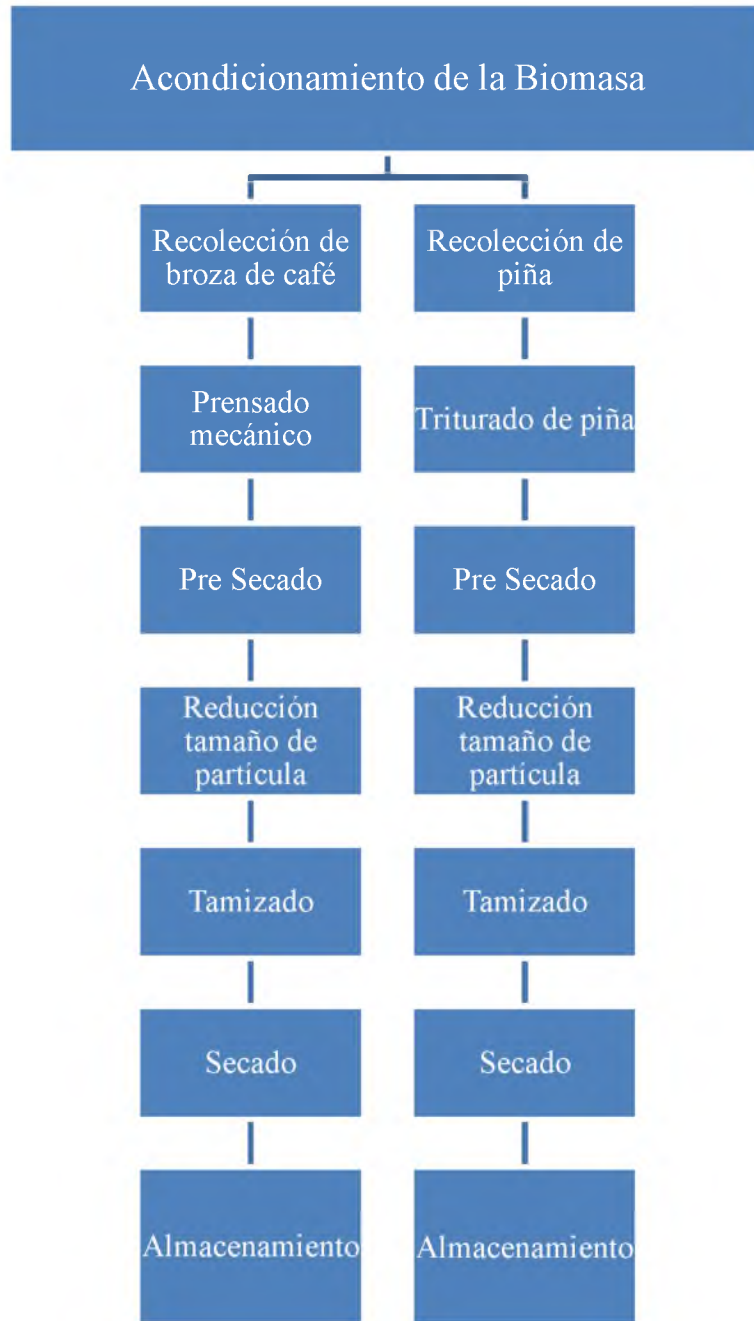 Acondicionamiento de la Biomasa
Recolección de
broza de café
Prensado
mecánico
Pre Secado
Reducción
tamaño de
partícula
Tamizado
Secado
Almacenamiento
Recolección de
piña
Triturado de piña
Pre Secado
Reducción
tamaño de
partícula
Tamizado
Secado
Almacenamiento